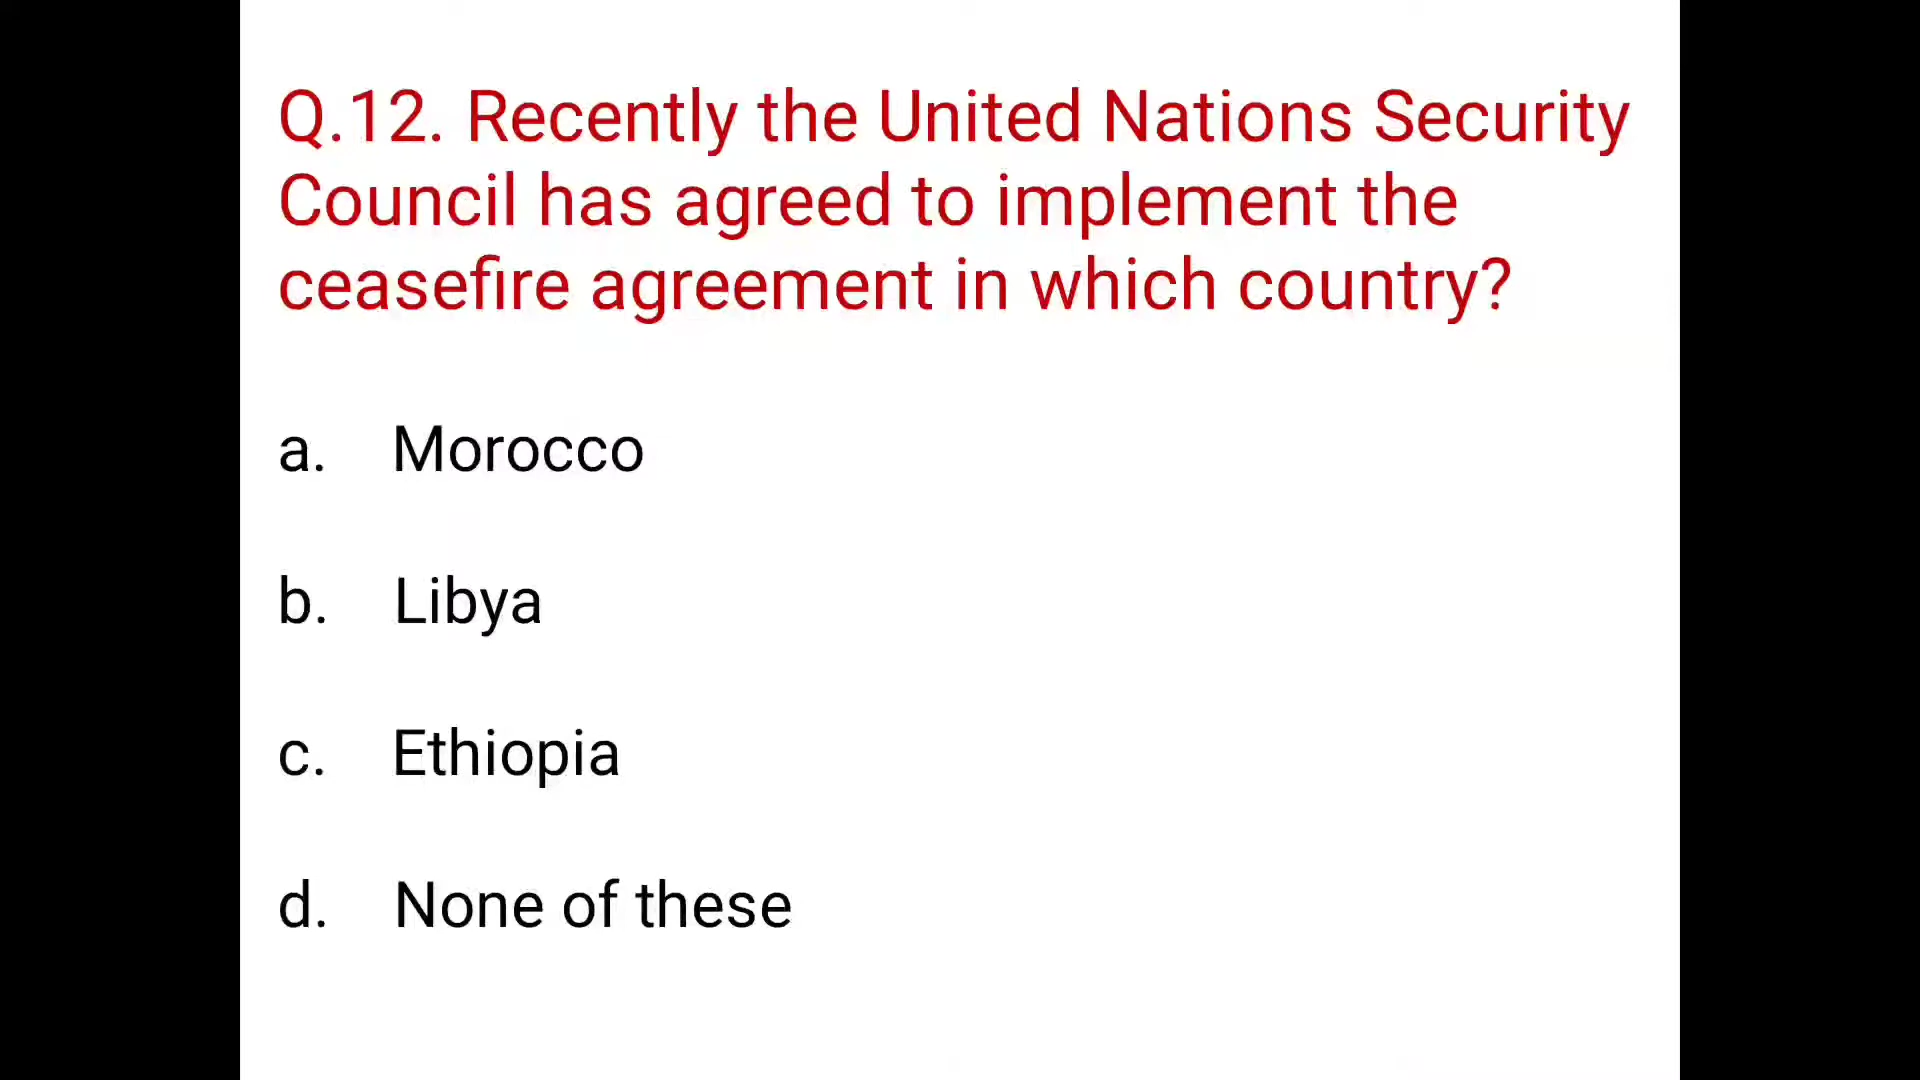 Q.12. Recently the United Nations Security
Council has agreed to implement the
ceasefire agreement in which country?
a. Morocco
b. Libya
c. Ethiopia
d. None of these